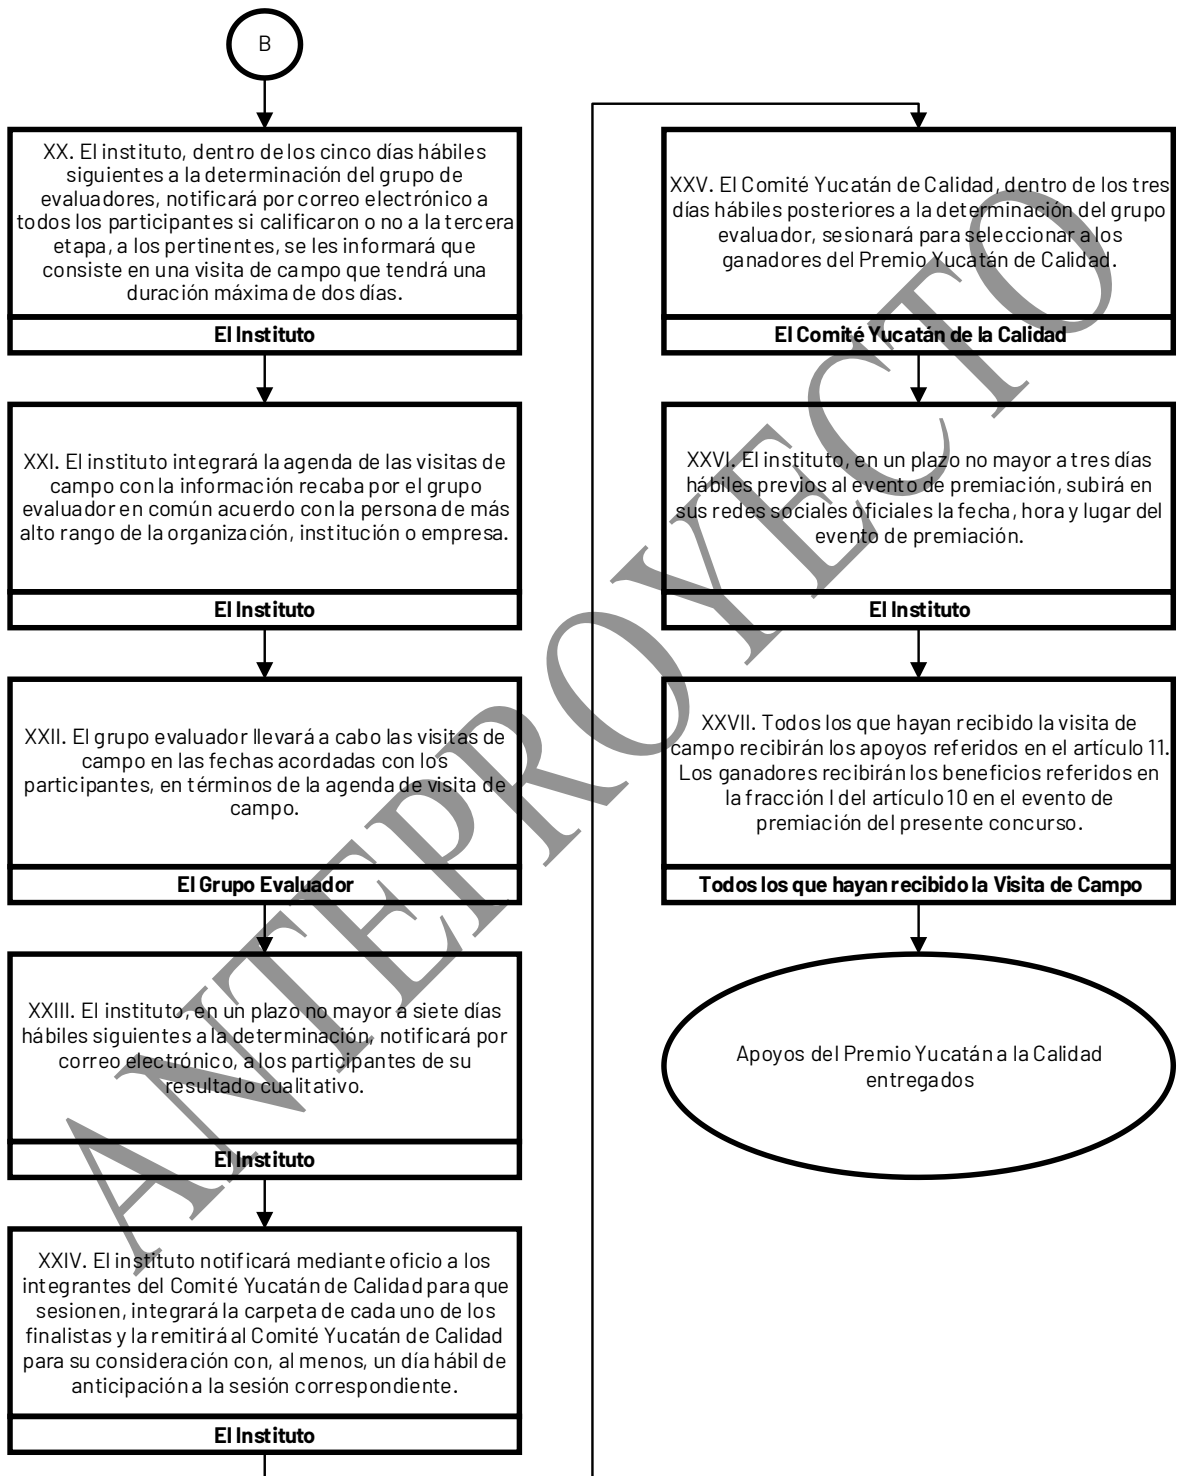 B
XX. El instituto, dentro de los cinco días hábiles
siguientes a la determinación del grupo de
evaluadores, notificará por correo electrónico a
todos los participantes si calificaron o no a la tercera
etapa, a los pertinentes, se les informará que
consiste en una visita de campo que tendrá una
duración máxima de dos días.
El Instituto
XXI. El instituto integrará la agenda de las visitas de
campo con la información recaba por el grupo
evaluador en común acuerdo con la persona de más
alto rango de la organización, institución o empresa.
El Instituto
XXII. El grupo evaluador llevará a cabo las visitas de
campo en las fechas acordadas con los
participantes, en términos de la agenda de visita de
campo.
El Grupo Evaluador
XXIII. El instituto, en un plazo no mayor a siete días
hábiles siguientes a la determinación, notificará por
correo electrónico, a los participantes de su
resultado cualitativo.
El Instituto
XXIV. El instituto notificará mediante oficio a los
integrantes del Comité Yucatán de Calidad para que
sesionen, integrará la carpeta de cada uno de los
finalistas y la remitirá al Comité Yucatán de Calidad
para su consideración con, al menos, un día hábil de
anticipación a la sesión correspondiente.
El Instituto
XXV. El Comité Yucatán de Calidad, dentro de los tres
días hábiles posteriores a la determinación del grupo
evaluador, sesionará para seleccionar a los
ganadores del Premio Yucatán de Calidad.
El Comité Yucatán de la Calidad
XXVI. El instituto, en un plazo no mayor a tres días
hábiles previos al evento de premiación, subirá en
sus redes sociales oficiales la fecha, hora y lugar del
evento de premiación.
El Instituto
XXVII. Todos los que hayan recibido la visita de
campo recibirán los apoyos referidos en el artículo 11.
Los ganadores recibirán los beneficios referidos en
la fracción I del artículo 10 en el evento de
premiación del presente concurso.
Todos los que hayan recibido la Visita de Campo
Apoyos del Premio Yucatán a la Calidad
entregados
ANTEPROYECTO